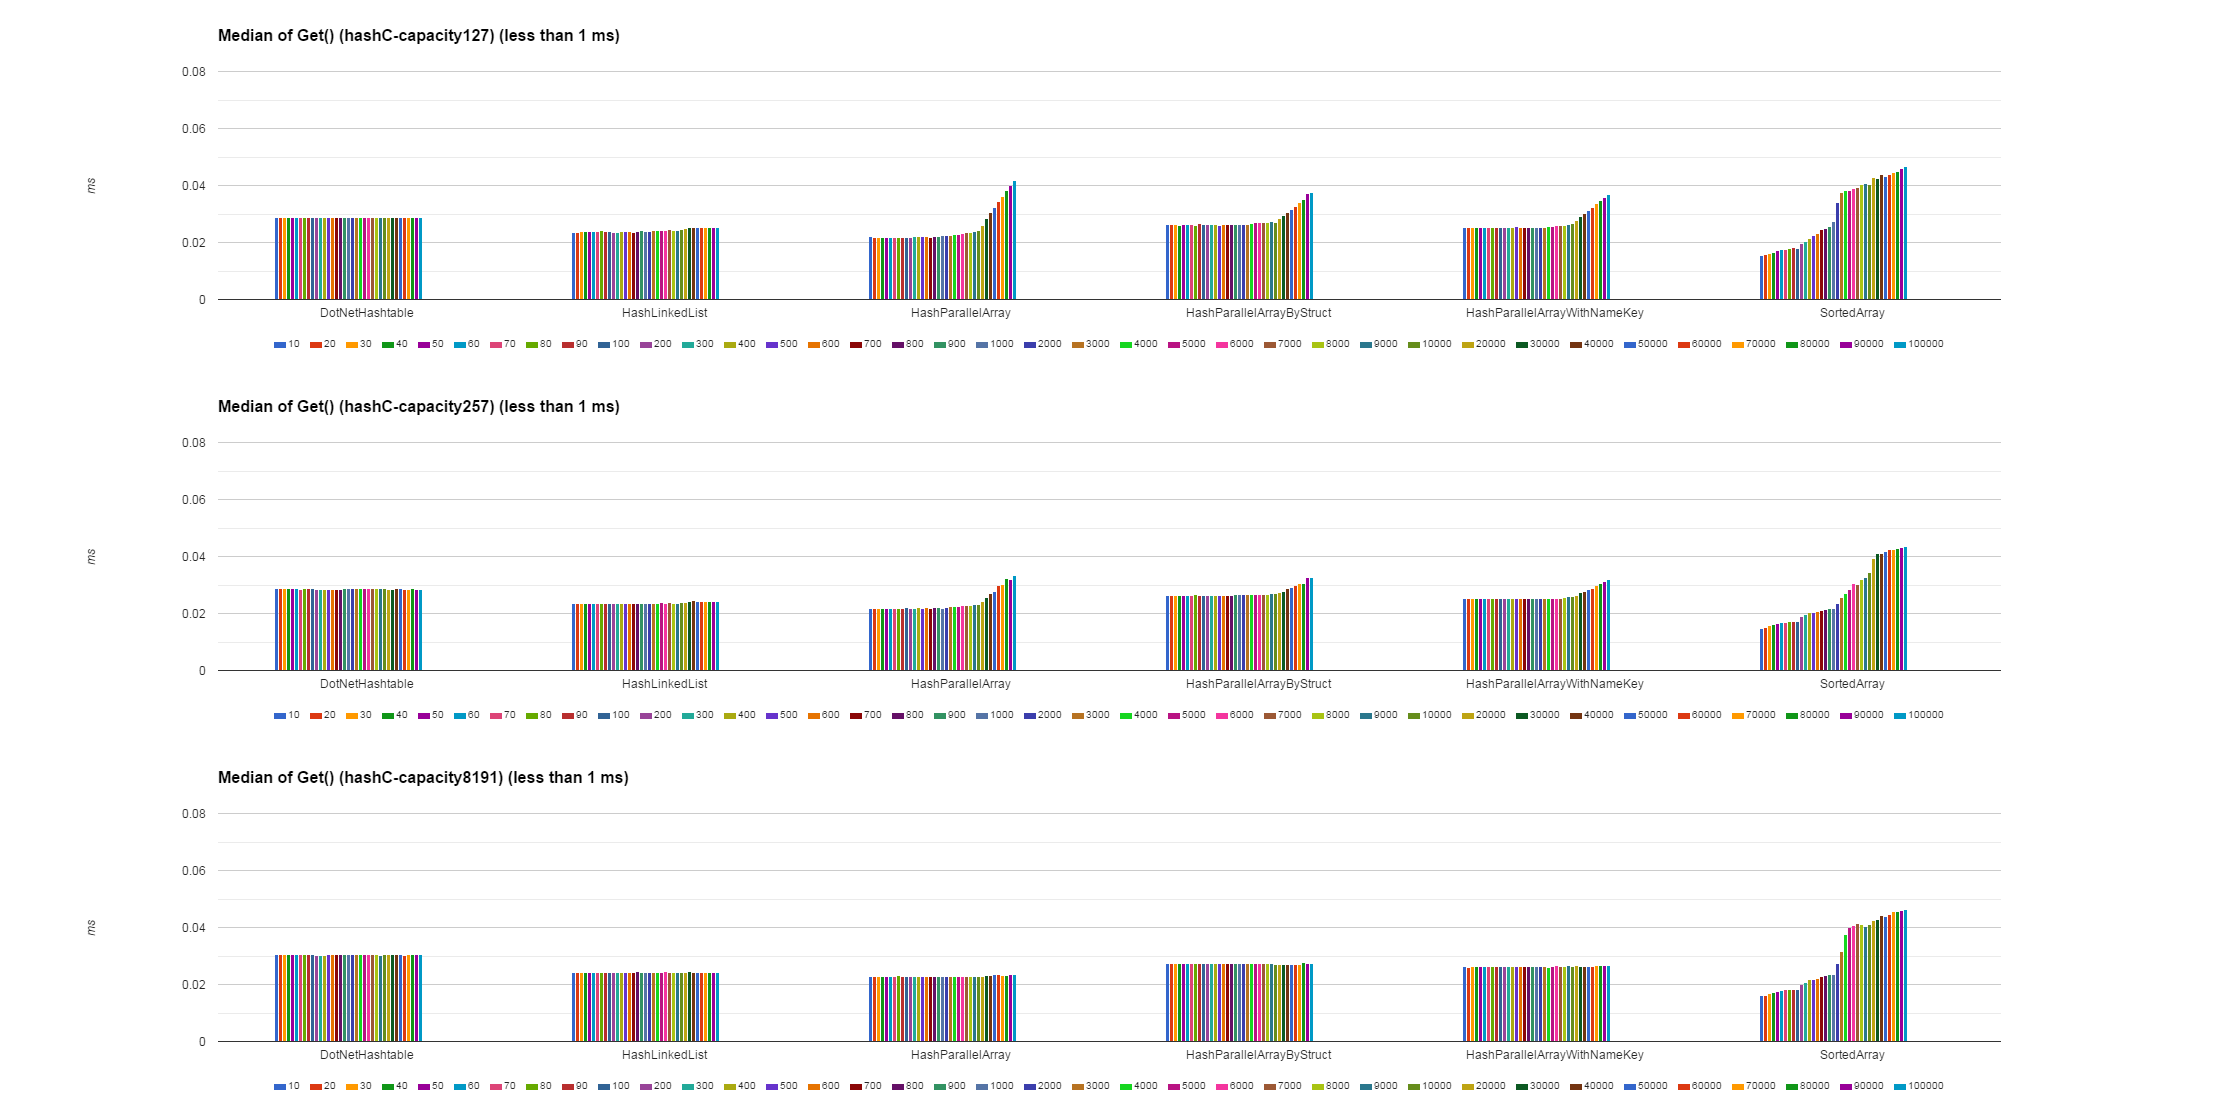 Median of Get() (hashC-capacity127) (less than 1 ms)
0.08
0.06
ms
0.04
0.02
0
DotNetHashtable HashLinkedList HashParallelArray HashParallelArrayByStruct HashParallelArrayWithNameKey SortedArray
10 20 30 40 50 60 70 80 90 100 200 300 400 500 600 700 800 900 1000 2000 3000 4000 5000 6000 7000 8000 9000 10000 20000 30000 40000 50000 60000 70000 80000 90000 100000
Median of Get() (hashC-capacity257) (less than 1 ms)
0.08
0.06
ms
0.04
0.02
0
DotNetHashtable HashLinkedList HashParallelArray HashParallelArrayByStruct HashParallelArrayWithNameKey SortedArray
10 20 30 40 50 60 70 80 90 100 200 300 400 500 600 700 800 900 1000 2000 3000 4000 5000 6000 7000 8000 9000 10000 20000 30000 40000 50000 60000 70000 80000 90000 100000
Median of Get() (hashC-capacity8191) (less than 1 ms)
0.08
0.06
ms
0.04
0.02
0
DotNetHashtable HashLinkedList HashParallelArray HashParallelArrayByStruct HashParallelArrayWithNameKey SortedArray
10 20 30 40 50 60 70 80 90 100 200 300 400 500 600 700 800 900 1000 2000 3000 4000 5000 6000 7000 8000 9000 10000 20000 30000 40000 50000 60000 70000 80000 90000 100000